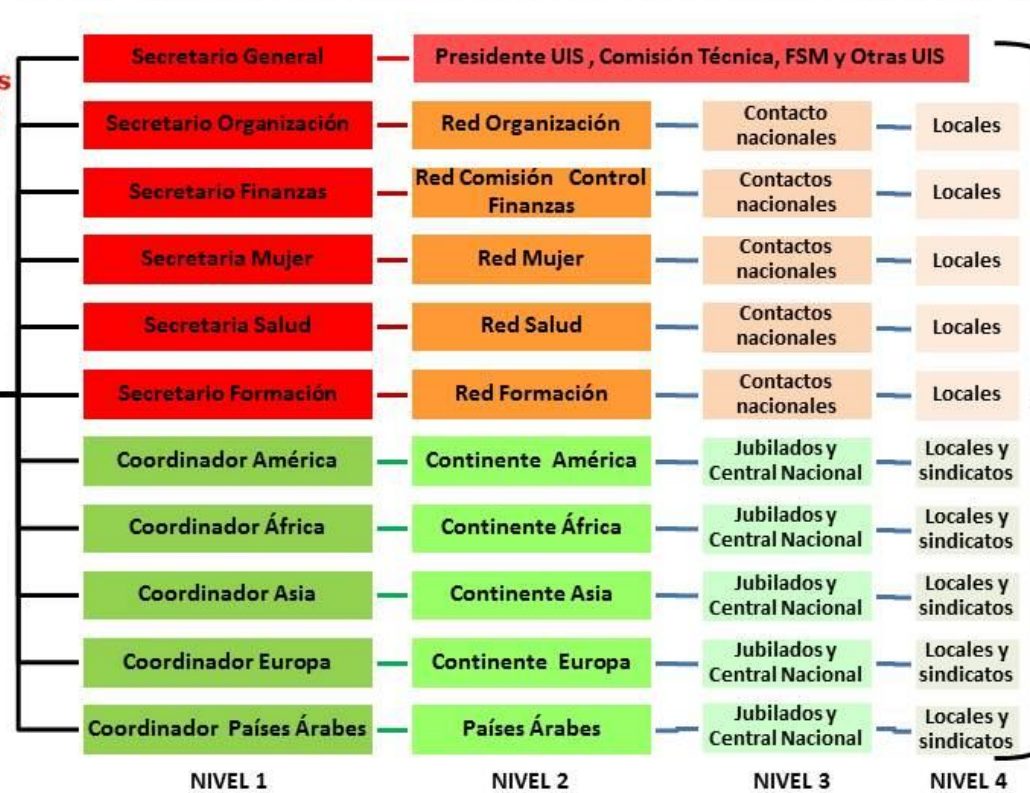 Secretario General
Presidente UIS , Comisión Técnica, FSM y Otras UIS
s
Secretario Organización
Red Organización
Contacto
nacionales
Locales
Secretario Finanzas
Red Comisión Control
Finanzas
Contactos
nacionales
Locales
Secretaria Mujer
Red Mujer
Contactos
nacionales
Locales
Secretaria Salud
Red Salud
Contactos
nacionales
Locales
Secretario Formación
Red Formación
Contactos
nacionales
Locales
Coordinador América
Continente América
Jubilados y
Central Nacional
Locales y
sindicatos
Coordinador África
Continente África
Jubilados y
Central Nacional
Locales y
sindicatos
Coordinador Asia
Continente Asia
Jubilados y
Central Nacional
Locales y
sindicatos
Coordinador Europa
Continente Europa
Jubilados y
Central Nacional
Locales y
sindicatos
Coordinador Países Árabes
Países Árabes
Jubilados y
Central Nacional
Locales y
sindicatos
NIVEL 1
NIVEL 2
NIVEL 3
NIVEL 4